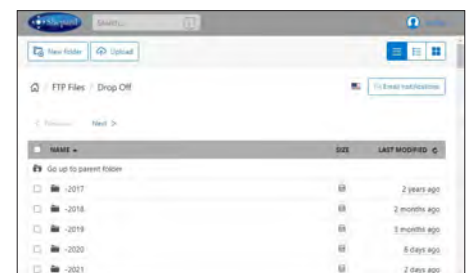 Search...
New folder
Upload
FTP Files / Drop Off
Email notifications
< Previous Next >
NAME SIZE LAST MODIFIED
Go up to parent folder
-2017 2 years ago
-2018 2 months ago
-2019 3 months ago
-2020 6 days ago
-2021 2 days ago